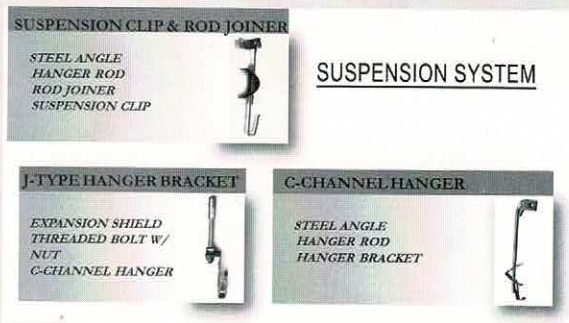 SUSPENSION CLIP & ROD JOINER
STEEL ANGLE
HANGER ROD
ROD JOINER
SUSPENSION CLIP
SUSPENSION SYSTEM
J-TYPE HANGER BRACKET
EXPANSION SHIELD
THREADED BOLT W/
NUT
C-CHANNEL HANGER
C-CHANNEL HANGER
STEEL ANGLE
HANGER ROD
HANGER BRACKET